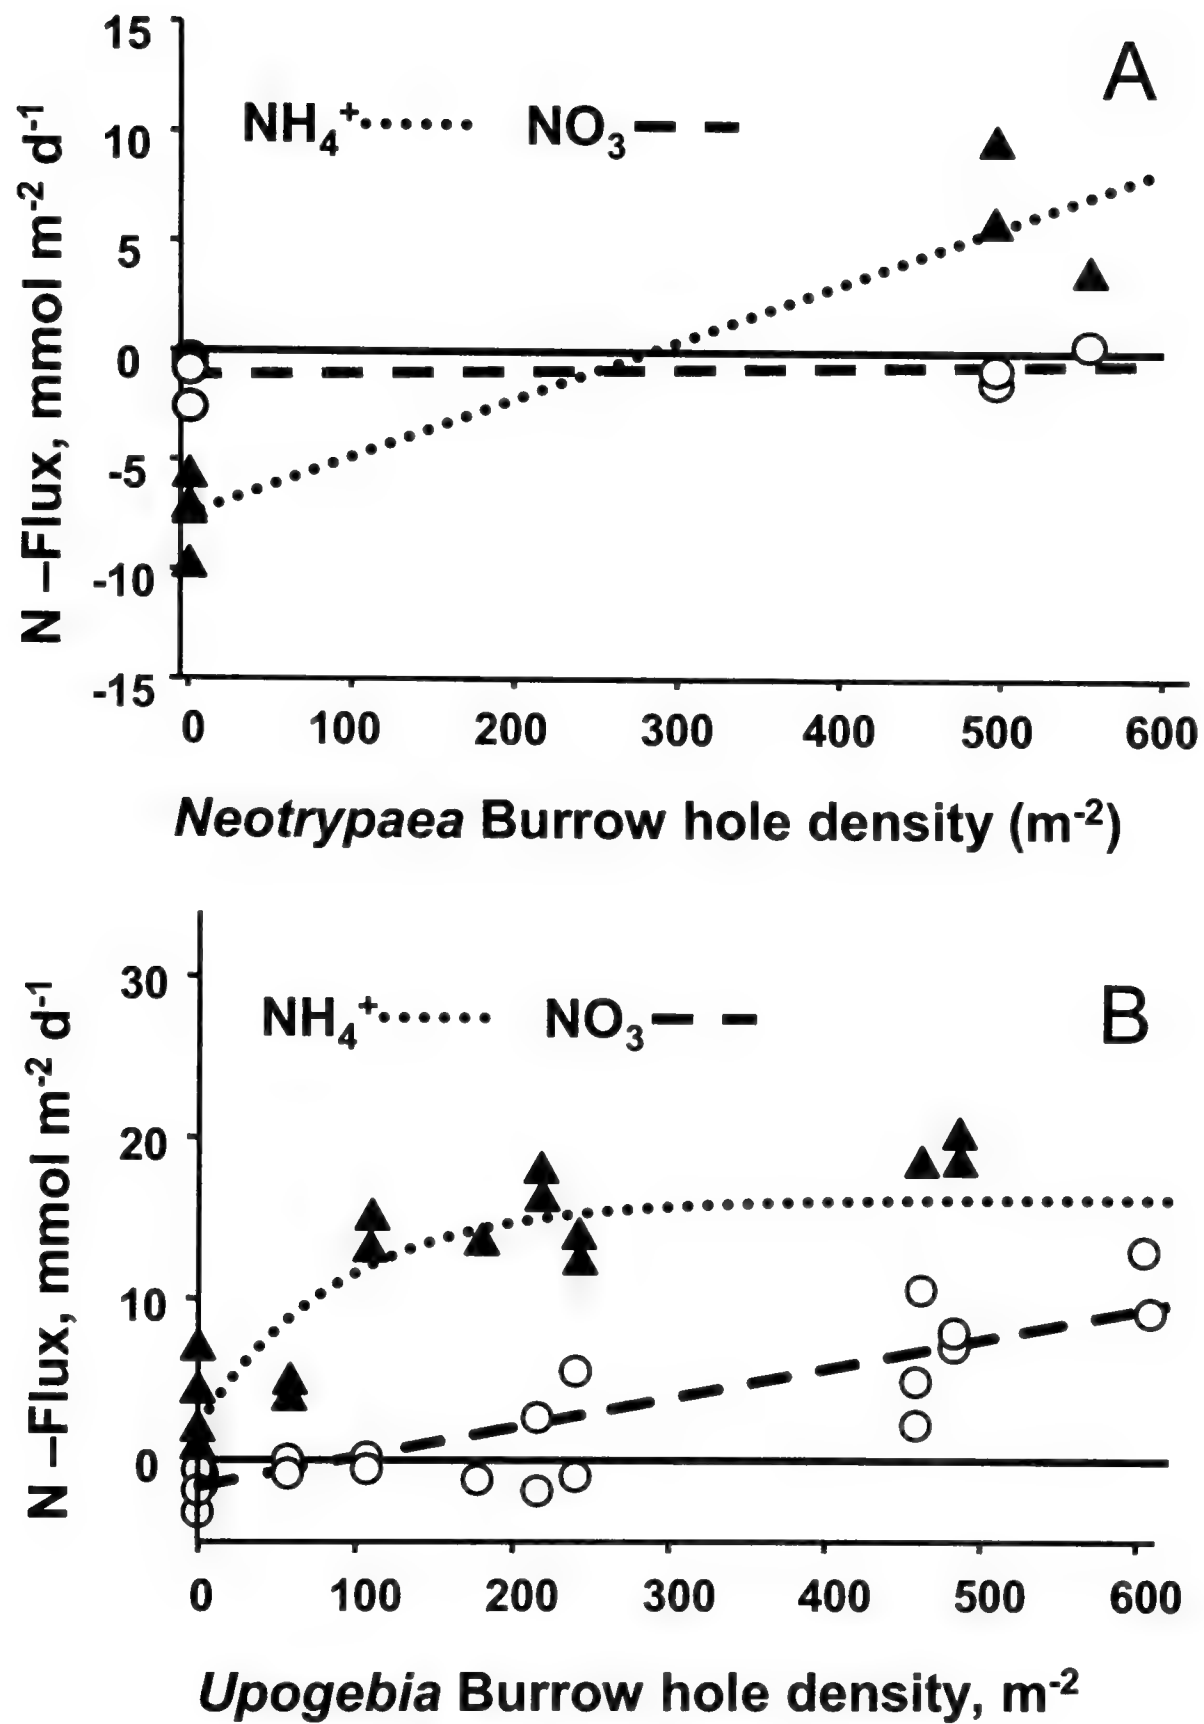 15
A
NH₄⁺ NO₃
10
5
0
-5
-10
-15
N –Flux, mmol m⁻² d⁻¹
0 100 200 300 400 500 600
Neotrypaea Burrow hole density (m⁻²)
30
NH₄⁺ NO₃ B
20
10
0
N –Flux, mmol m⁻² d⁻¹
0 100 200 300 400 500 600
Upogebia Burrow hole density, m⁻²